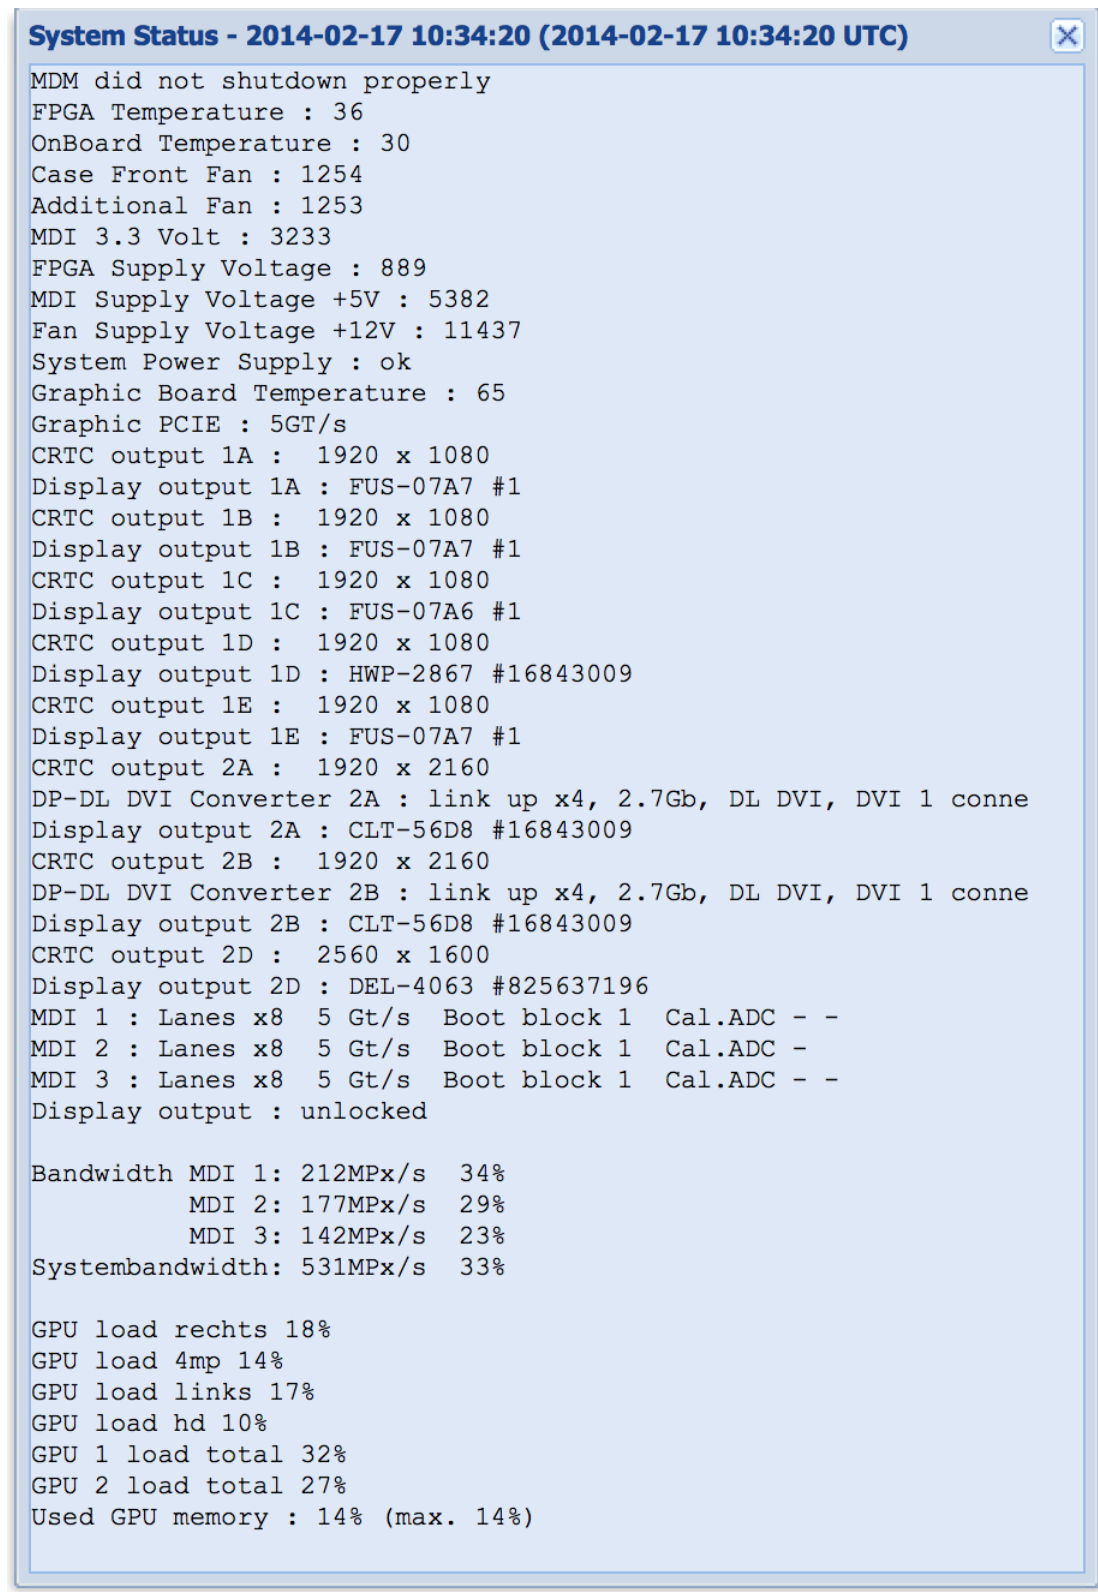 System Status - 2014-02-17 10:34:20 (2014-02-17 10:34:20 UTC)
MDM did not shutdown properly
FPGA Temperature : 36
OnBoard Temperature : 30
Case Front Fan : 1254
Additional Fan : 1253
MDI 3.3 Volt : 3233
FPGA Supply Voltage : 889
MDI Supply Voltage +5V : 5382
Fan Supply Voltage +12V : 11437
System Power Supply : ok
Graphic Board Temperature : 65
Graphic PCIE : 5GT/s
CRTC output 1A :  1920 x 1080
Display output 1A : FUS-07A7 #1
CRTC output 1B :  1920 x 1080
Display output 1B : FUS-07A7 #1
CRTC output 1C :  1920 x 1080
Display output 1C : FUS-07A6 #1
CRTC output 1D :  1920 x 1080
Display output 1D : HWP-2867 #16843009
CRTC output 1E :  1920 x 1080
Display output 1E : FUS-07A7 #1
CRTC output 2A :  1920 x 2160
DP-DL DVI Converter 2A : link up x4, 2.7Gb, DL DVI, DVI 1 conne
Display output 2A : CLT-56D8 #16843009
CRTC output 2B :  1920 x 2160
DP-DL DVI Converter 2B : link up x4, 2.7Gb, DL DVI, DVI 1 conne
Display output 2B : CLT-56D8 #16843009
CRTC output 2D :  2560 x 1600
Display output 2D : DEL-4063 #825637196
MDI 1 : Lanes x8  5 Gt/s  Boot block 1  Cal.ADC - -
MDI 2 : Lanes x8  5 Gt/s  Boot block 1  Cal.ADC -
MDI 3 : Lanes x8  5 Gt/s  Boot block 1  Cal.ADC - -
Display output : unlocked

Bandwidth MDI 1: 212MPx/s  34%
          MDI 2: 177MPx/s  29%
          MDI 3: 142MPx/s  23%
Systembandwidth: 531MPx/s  33%

GPU load rechts 18%
GPU load 4mp 14%
GPU load links 17%
GPU load hd 10%
GPU 1 load total 32%
GPU 2 load total 27%
Used GPU memory : 14% (max. 14%)